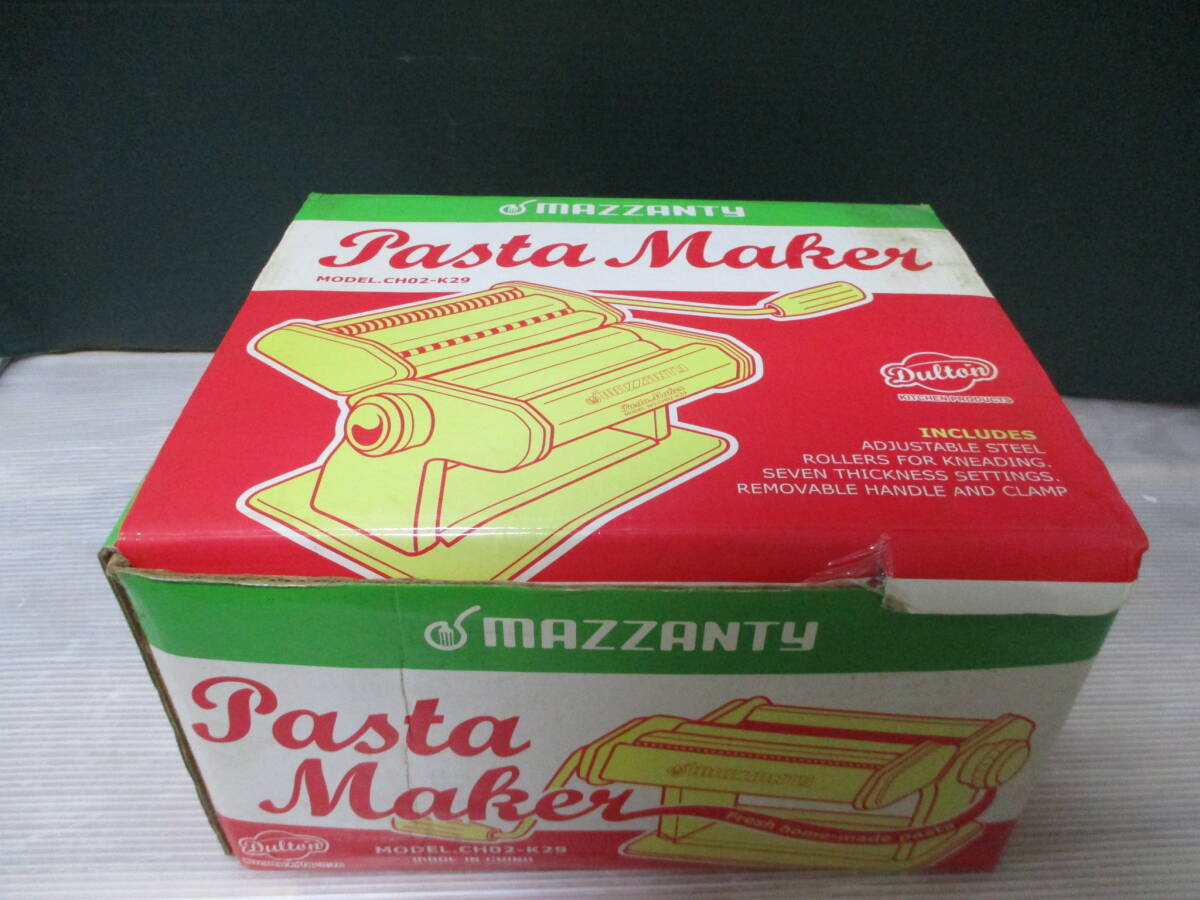 MAZZANTY
Pasta Maker
MODEL.CH02-K29
MAZZANTY
Pasta Maker
Dulton
KITCHEN PRODUCTS
INCLUDES
ADJUSTABLE STEEL
ROLLERS FOR KNEADING.
SEVEN THICKNESS SETTINGS.
REMOVABLE HANDLE AND CLAMP
MAZZANTY
Pasta
Maker
MAZZANTY
Fresh home-made pasta
Dulton
MODEL.CH02-K29
MADE IN CHINA